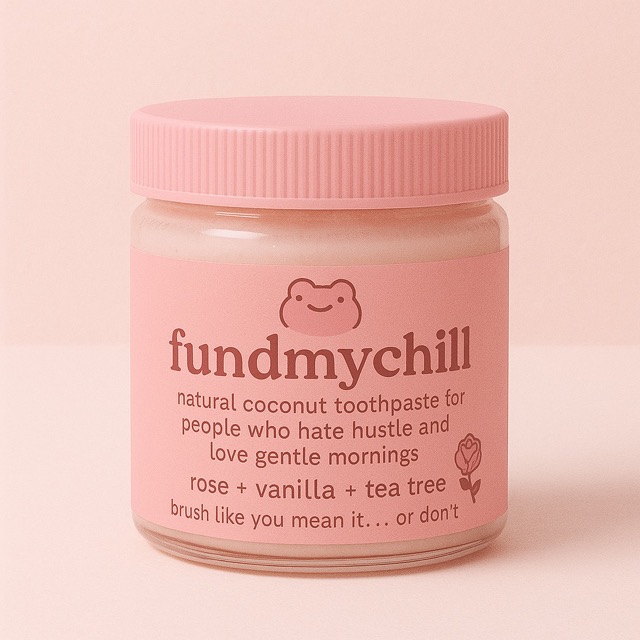 fundmychill
natural coconut toothpaste for
people who hate hustle and
love gentle mornings
rose + vanilla + tea tree
brush like you mean it... or don't